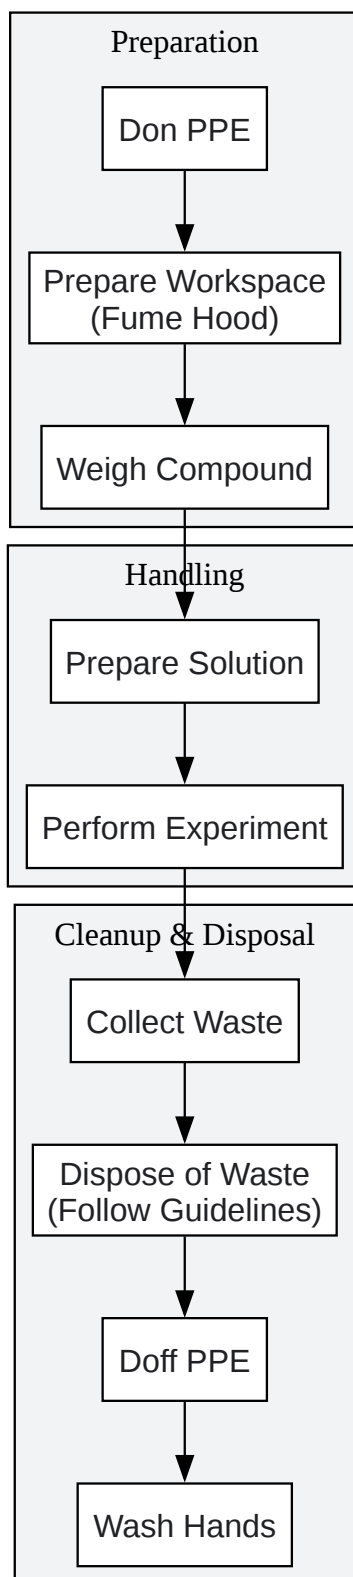 Preparation
Don PPE
Prepare Workspace
(Fume Hood)
Weigh Compound
Handling
Prepare Solution
Perform Experiment
Cleanup & Disposal
Collect Waste
Dispose of Waste
(Follow Guidelines)
Doff PPE
Wash Hands